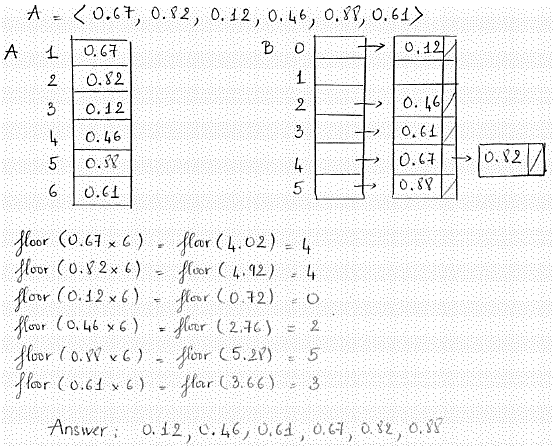 A = < 0.67, 0.82, 0.12, 0.46, 0.88, 0.61 >
A 1 0.67
2 0.82
3 0.12
4 0.46
5 0.88
6 0.61
B 0 → 0.12 /
1
2 → 0.46 /
3 → 0.61 /
4 → 0.67 → 0.82 /
5 → 0.88 /
floor (0.67 × 6) = floor (4.02) = 4
floor (0.82 × 6) = floor (4.92) = 4
floor (0.12 × 6) = floor (0.72) = 0
floor (0.46 × 6) = floor (2.76) = 2
floor (0.88 × 6) = floor (5.28) = 5
floor (0.61 × 6) = floor (3.66) = 3
Answer: 0.12, 0.46, 0.61, 0.67, 0.82, 0.88